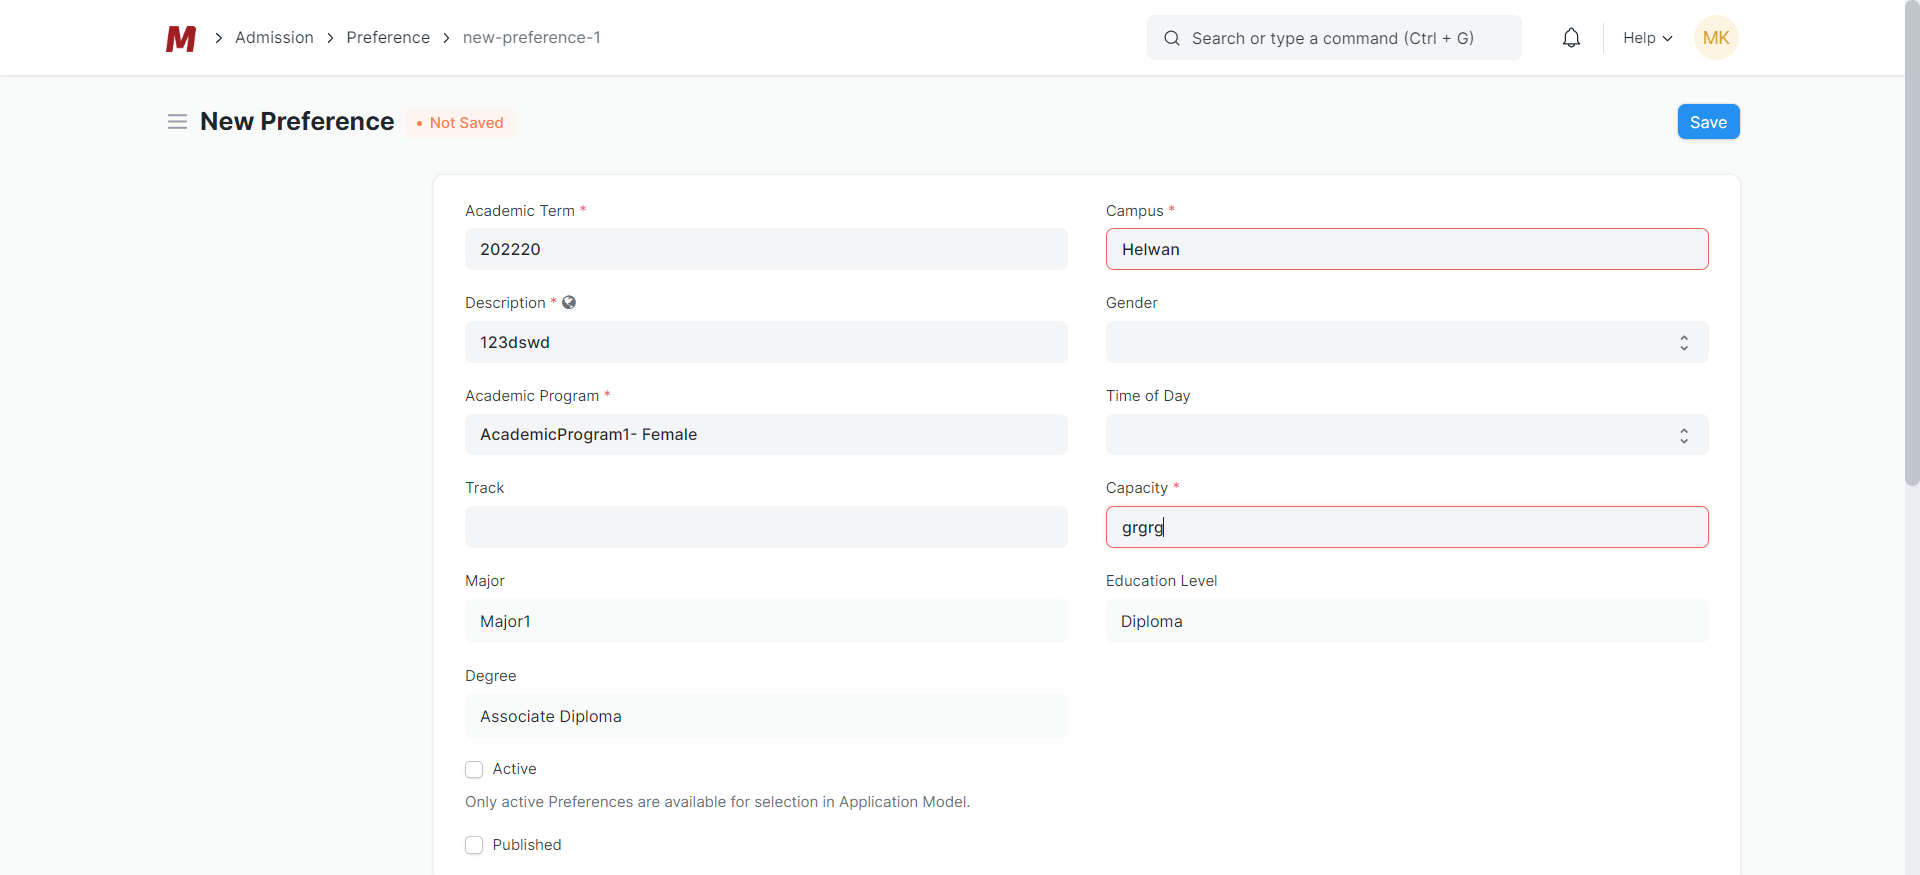 M > Admission > Preference > new-preference-1
Search or type a command (Ctrl + G)
Help
MK
New Preference
• Not Saved
Save
Academic Term *
202220
Campus *
Helwan
Description *
123dswd
Gender
Academic Program *
AcademicProgram1- Female
Time of Day
Track
Capacity *
grgrg
Major
Major1
Education Level
Diploma
Degree
Associate Diploma
Active
Only active Preferences are available for selection in Application Model.
Published